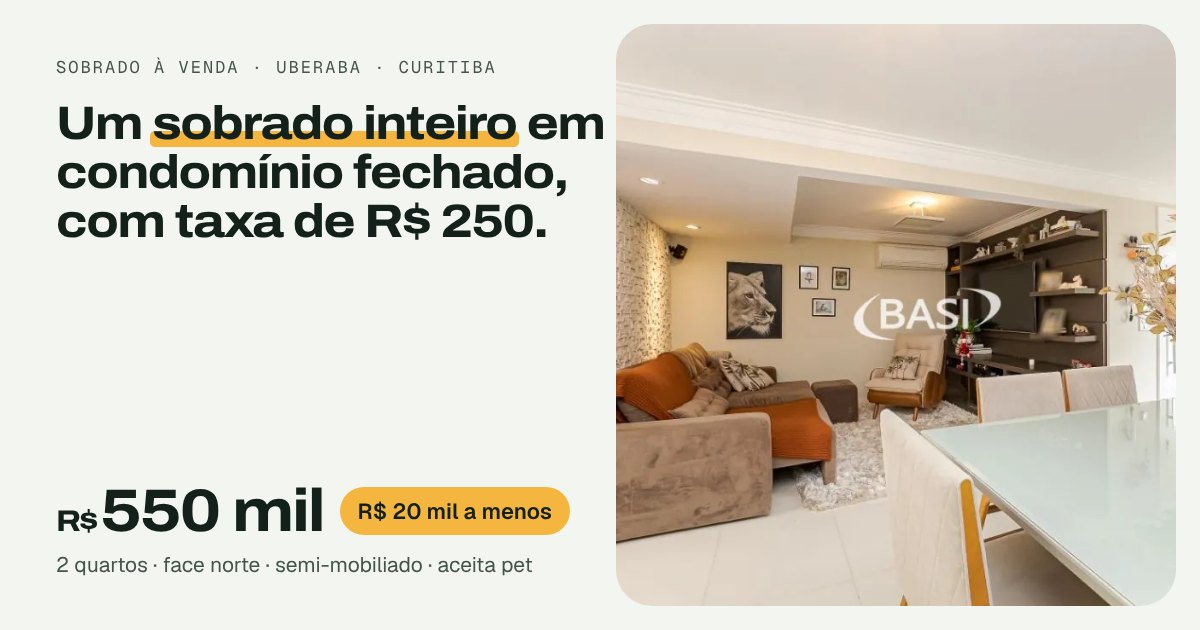 SOBRADO À VENDA · UBERABA · CURITIBA
Um sobrado inteiro em
condomínio fechado,
com taxa de R$ 250.
R$ 550 mil
R$ 20 mil a menos
2 quartos · face norte · semi-mobiliado · aceita pet
BASI